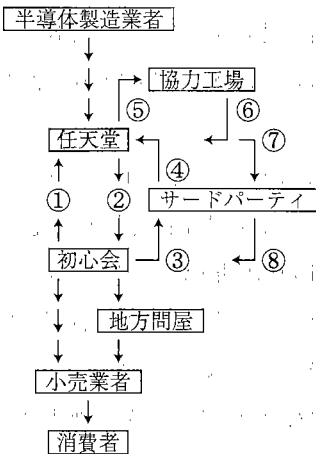 半導体製造業者
協力工場
⑤
⑥
任天堂
⑦
④
①
②
サードパーティ
初心会
③
⑧
地方問屋
小売業者
消費者